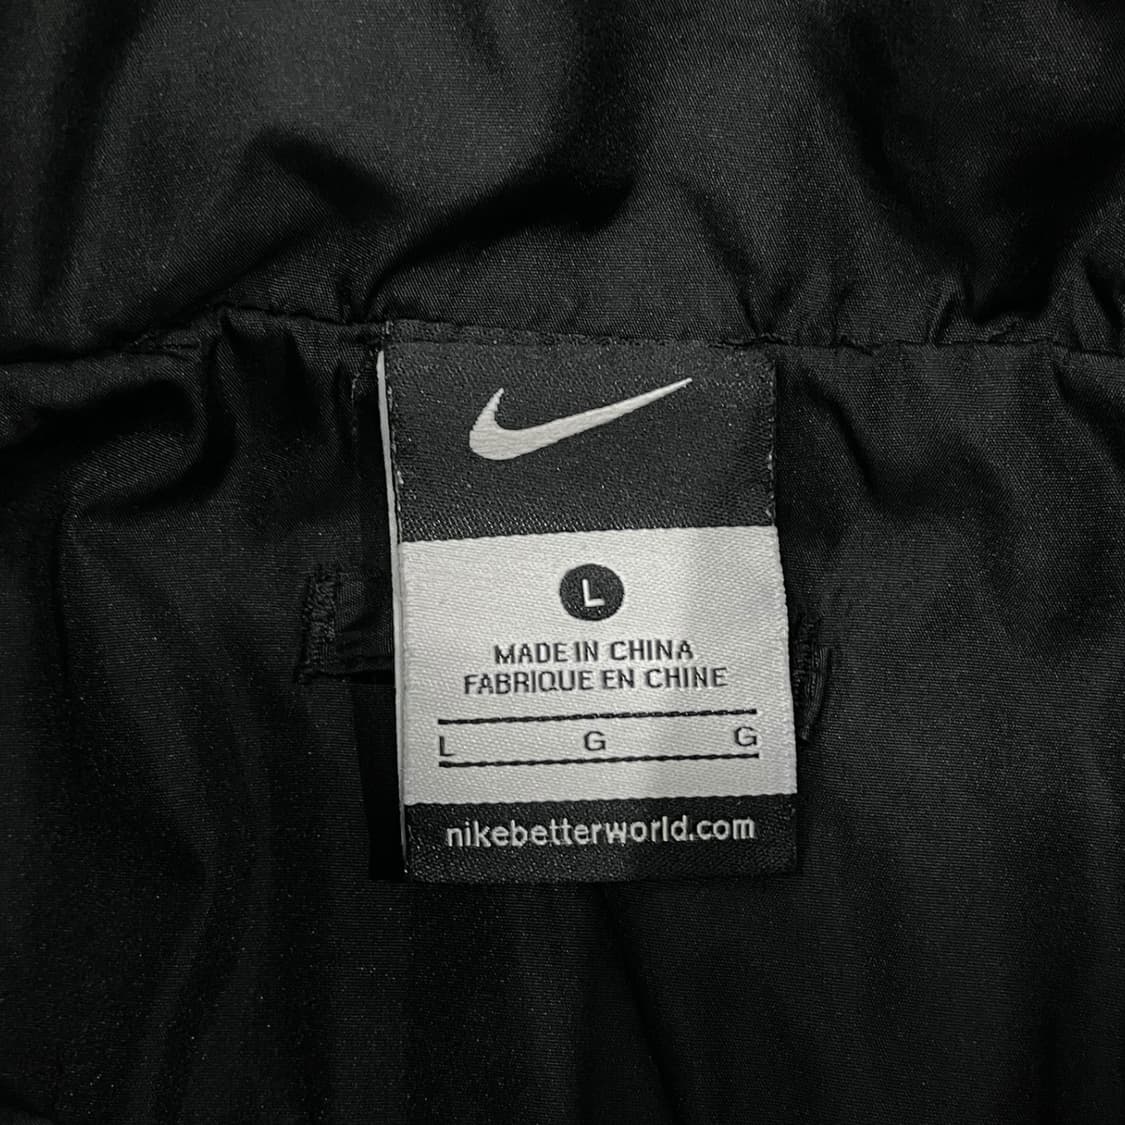 L
MADE IN CHINA
FABRIQUE EN CHINE
L G G
nikebetterworld.com